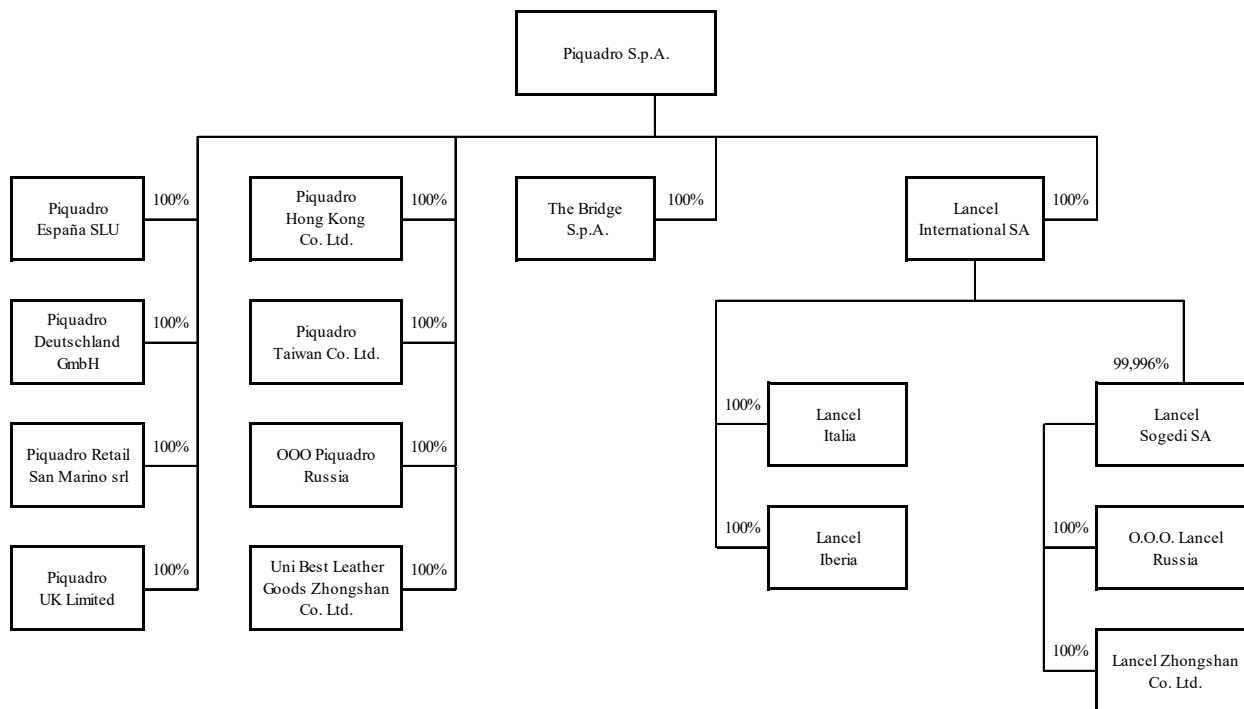 Piquadro S.p.A.
Piquadro
España SLU
100%
Piquadro
Hong Kong
Co. Ltd.
100%
The Bridge
S.p.A.
100%
Lancel
International SA
100%
Piquadro
Deutschland
GmbH
100%
Piquadro
Taiwan Co. Ltd.
100%
99,996%
Piquadro Retail
San Marino srl
100%
OOO Piquadro
Russia
100%
100%
Lancel
Italia
Lancel
Sogedi SA
Piquadro
UK Limited
100%
Uni Best Leather
Goods Zhongshan
Co. Ltd.
100%
100%
Lancel
Iberia
100%
O.O.O. Lancel
Russia
100%
Lancel Zhongshan
Co. Ltd.